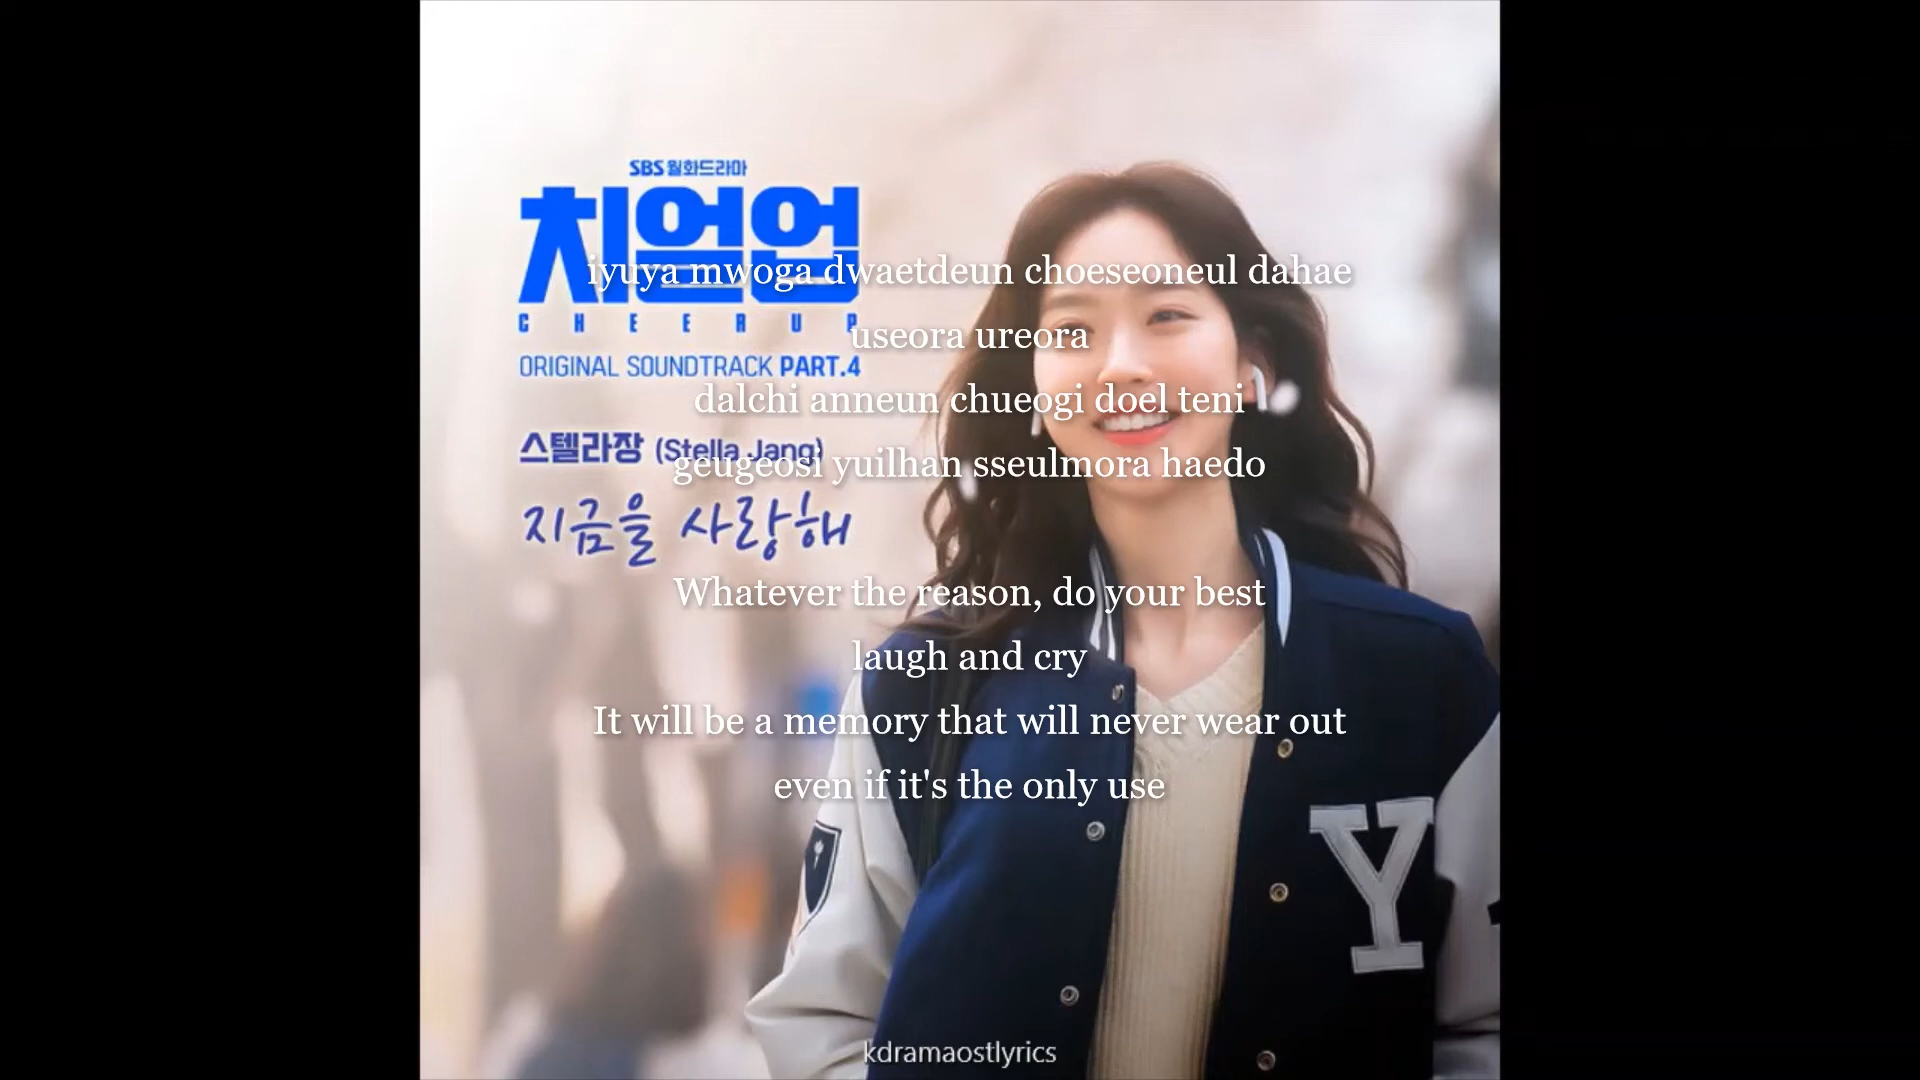 SBS 월화드라마
치얼업
CHEER UP
ORIGINAL SOUNDTRACK PART.4
스텔라장 (Stella Jang)
지금을 사랑해
iyuya mwoga dwaetdeun choeseoneul dahae
useora ureora
dalchi anneun chueogi doel teni
geugeosi yuilhan sseulmora haedo
Whatever the reason, do your best
laugh and cry
It will be a memory that will never wear out
even if it's the only use
Y
kdramaostlyrics